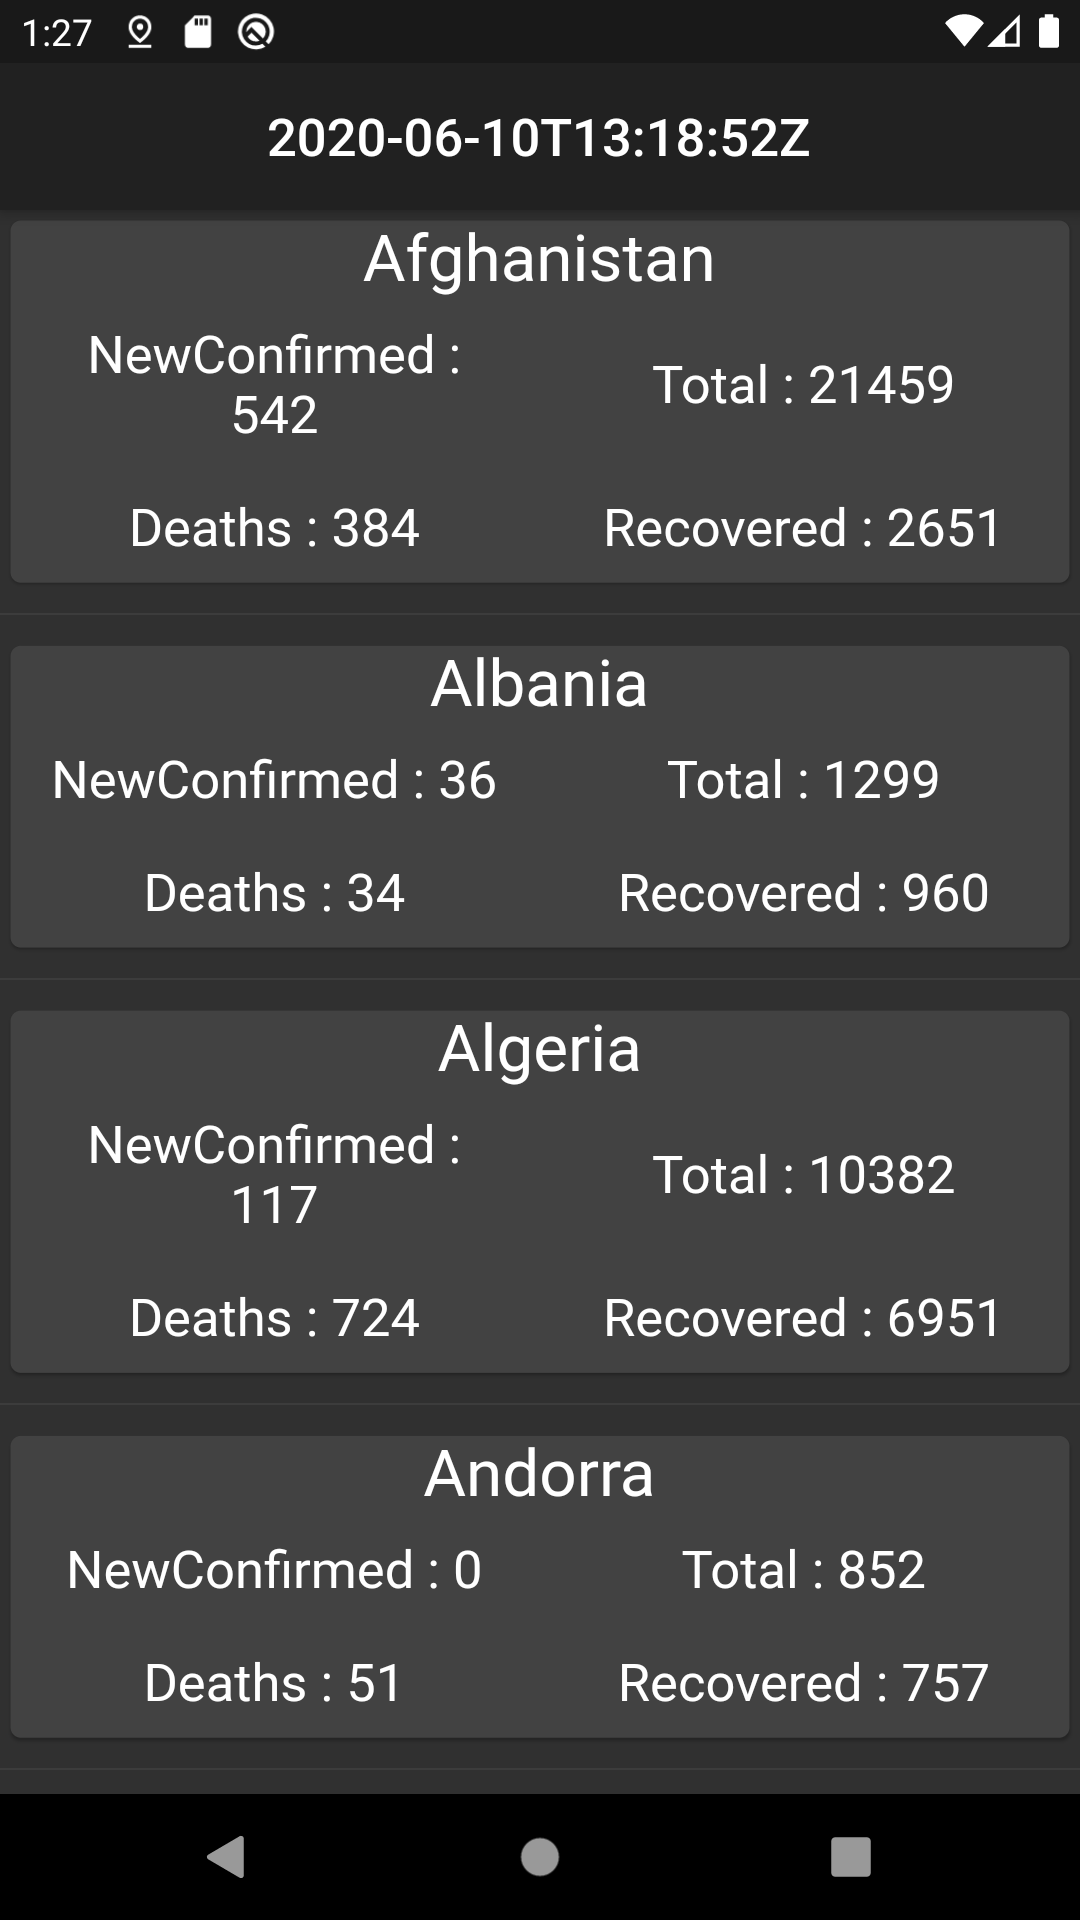 1:27
2020-06-10T13:18:52Z
Afghanistan
NewConfirmed :
542
Total : 21459
Deaths : 384
Recovered : 2651
Albania
NewConfirmed : 36
Total : 1299
Deaths : 34
Recovered : 960
Algeria
NewConfirmed :
117
Total : 10382
Deaths : 724
Recovered : 6951
Andorra
NewConfirmed : 0
Total : 852
Deaths : 51
Recovered : 757